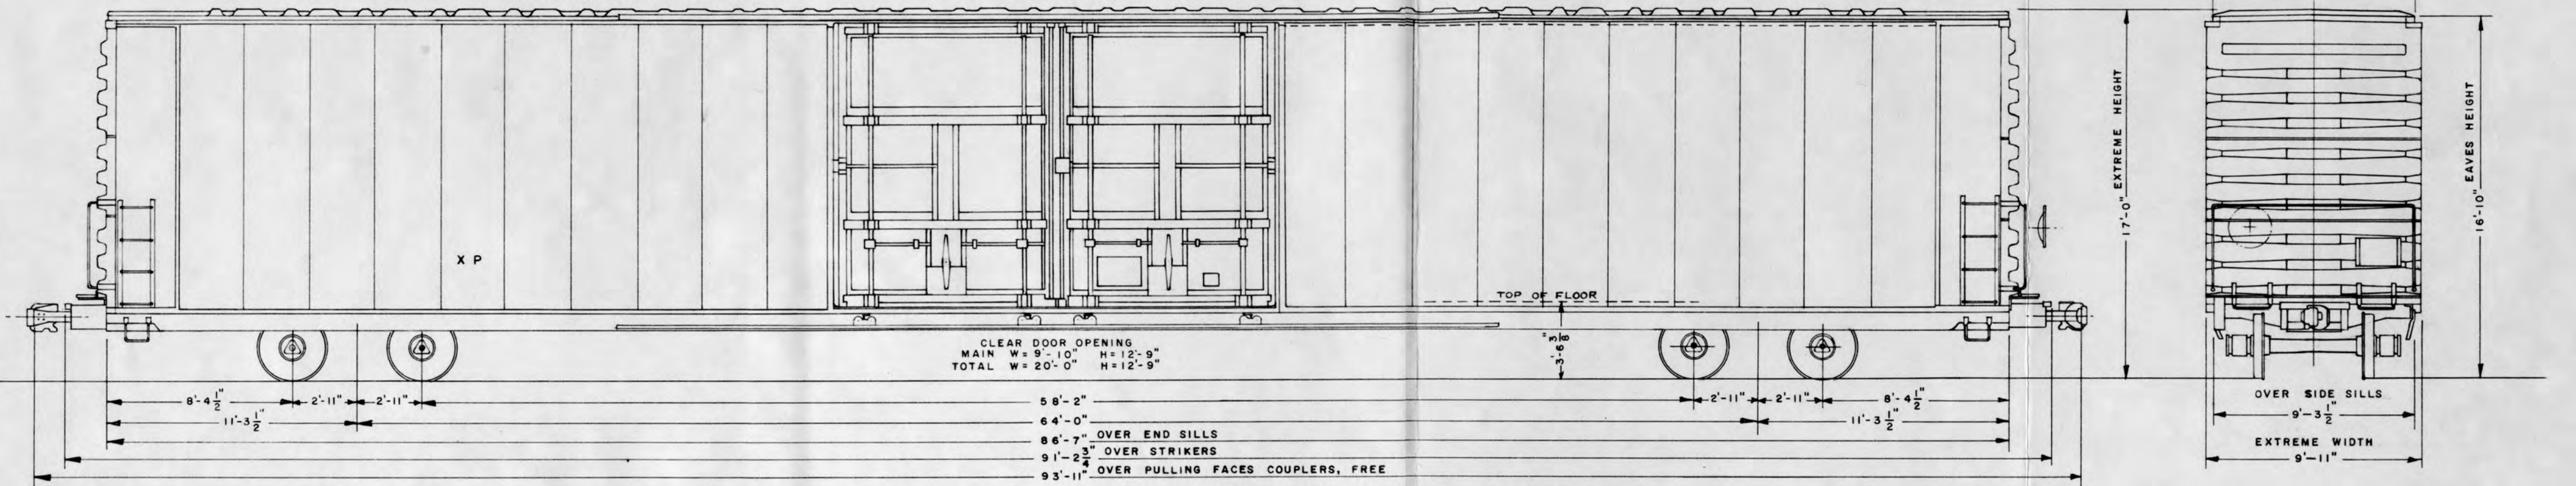 X P
TOP OF FLOOR
3'-6 3/8"
CLEAR DOOR OPENING
MAIN W = 9'-10" H = 12'-9"
TOTAL W = 20'-0" H = 12'-9"
8'-4 1/2" 2'-11" 2'-11" 58'-2" 2'-11" 2'-11" 8'-4 1/2"
11'-3 1/2" 64'-0" 11'-3 1/2"
86'-7" OVER END SILLS
91'-2 3/4" OVER STRIKERS
93'-11" OVER PULLING FACES COUPLERS, FREE
17'-0" EXTREME HEIGHT
16'-10" EAVES HEIGHT
OVER SIDE SILLS
9'-3 1/2"
EXTREME WIDTH
9'-11"